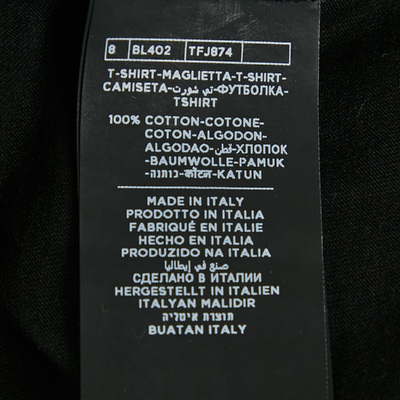 8 BL402 TFJ874
T-SHIRT-MAGLIETTA-T-SHIRT-
CAMISETA-تي شورت-ФУТБОЛКА-
TSHIRT
100% COTTON-COTONE-
COTON-ALGODON-
ALGODAO-قطن-ХЛОПОК
-BAUMWOLLE-PAMUK
-כותנה-कॉटन-KATUN
MADE IN ITALY
PRODOTTO IN ITALIA
FABRIQUÉ EN ITALIE
HECHO EN ITALIA
PRODUZIDO NA ITALIA
صنع في إيطاليا
СДЕЛАНО В ИТАЛИИ
HERGESTELLT IN ITALIEN
ITALYAN MALIDIR
תוצרת איטליה
BUATAN ITALY